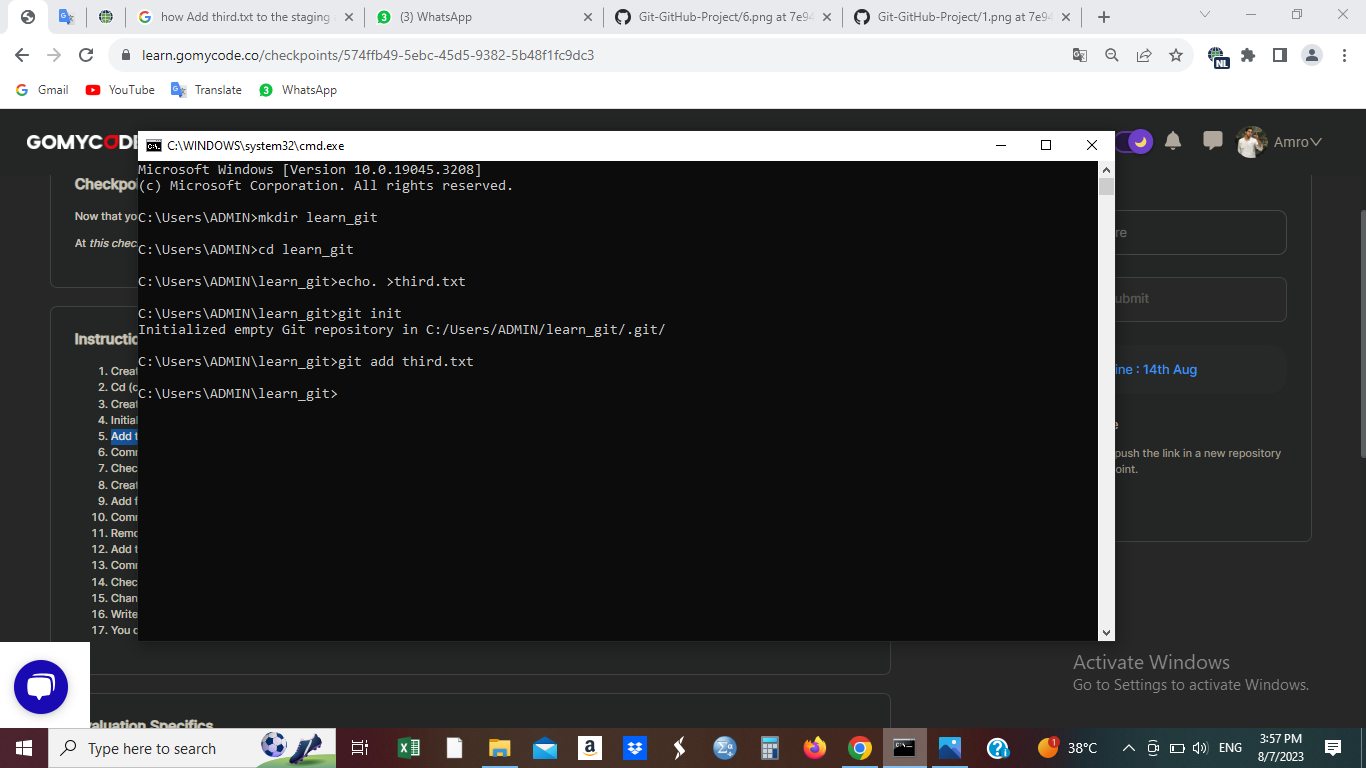 how Add third.txt to the staging
(3) WhatsApp
Git-GitHub-Project/6.png at 7e94
Git-GitHub-Project/1.png at 7e94
learn.gomycode.co/checkpoints/574ffb49-5ebc-45d5-9382-5b48f1fc9dc3
NL
Gmail
YouTube
Translate
3
WhatsApp
GOMYCODE
Amro
C:\WINDOWS\system32\cmd.exe
Microsoft Windows [Version 10.0.19045.3208]
(c) Microsoft Corporation. All rights reserved.
C:\Users\ADMIN>mkdir learn_git
C:\Users\ADMIN>cd learn_git
C:\Users\ADMIN\learn_git>echo. >third.txt
C:\Users\ADMIN\learn_git>git init
Initialized empty Git repository in C:/Users/ADMIN/learn_git/.git/
C:\Users\ADMIN\learn_git>git add third.txt
C:\Users\ADMIN\learn_git>
Checkpoi
Now that yo
At this chec
Instructio
1. Creat
2. Cd (c
3. Creat
4. Initial
5. Add t
6. Comm
7. Chec
8. Creat
9. Add f
10. Comm
11. Remo
12. Add t
13. Comm
14. Chec
15. Chan
16. Write
17. You c
re
ubmit
ine : 14th Aug
e
push the link in a new repository
oint.
Activate Windows
Go to Settings to activate Windows.
aluation Specifics
Type here to search
1
38°C
ENG
3:57 PM
8/7/2023